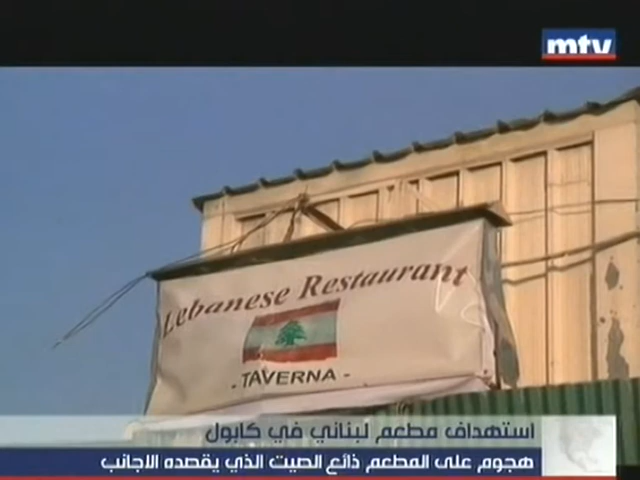 mtv
Lebanese Restaurant
- TAVERNA -
استهداف مطعم لبناني في كابول
هجوم على المطعم ذائع الصيت الذي يقصده الاجانب